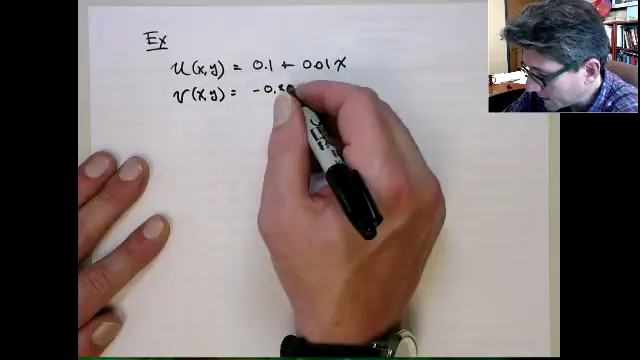 Ex
u(x,y) = 0.1 + 0.01x
v(x,y) = -0.